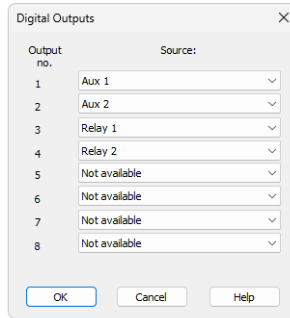 Digital Outputs
Output no. Source:
1 Aux 1
2 Aux 2
3 Relay 1
4 Relay 2
5 Not available
6 Not available
7 Not available
8 Not available
OK Cancel Help